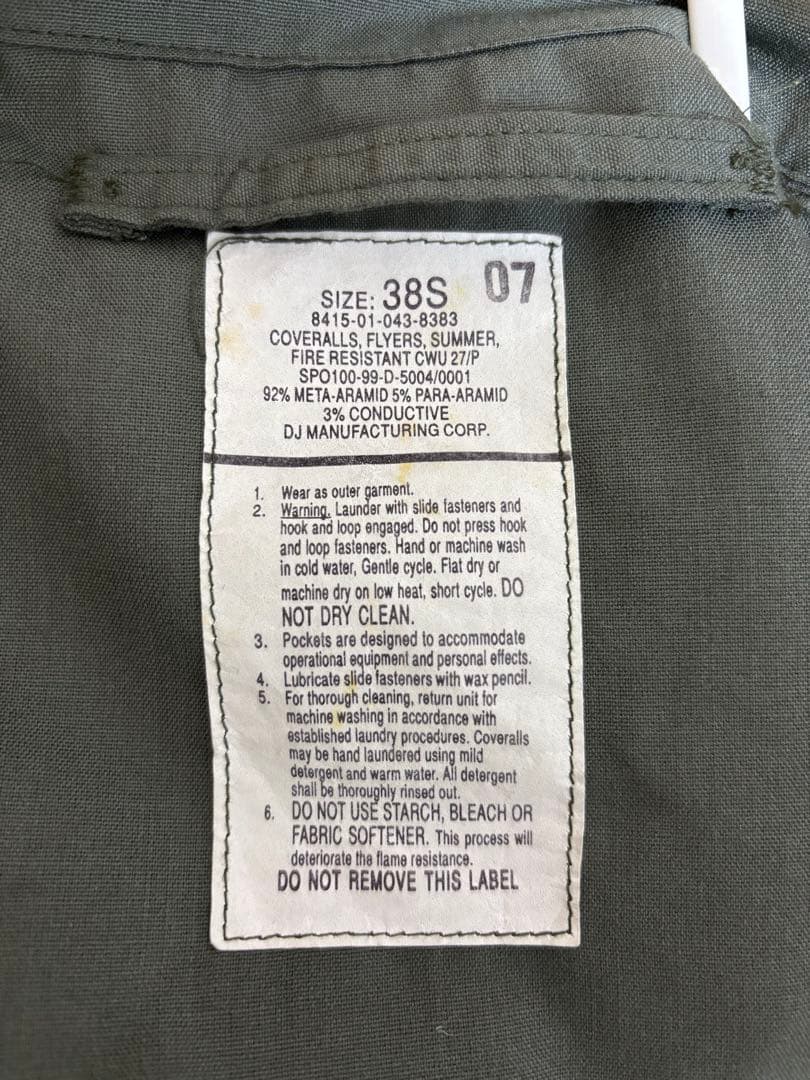 SIZE: 38S 07
8415-01-043-8383
COVERALLS, FLYERS, SUMMER,
FIRE RESISTANT CWU 27/P
SPO100-99-D-5004/0001
92% META-ARAMID 5% PARA-ARAMID
3% CONDUCTIVE
DJ MANUFACTURING CORP.
1. Wear as outer garment.
2. Warning. Launder with slide fasteners and
hook and loop engaged. Do not press hook
and loop fasteners. Hand or machine wash
in cold water, Gentle cycle. Flat dry or
machine dry on low heat, short cycle. DO
NOT DRY CLEAN.
3. Pockets are designed to accommodate
operational equipment and personal effects.
4. Lubricate slide fasteners with wax pencil.
5. For thorough cleaning, return unit for
machine washing in accordance with
established laundry procedures. Coveralls
may be hand laundered using mild
detergent and warm water. All detergent
shall be thoroughly rinsed out.
6. DO NOT USE STARCH, BLEACH OR
FABRIC SOFTENER. This process will
deteriorate the flame resistance.
DO NOT REMOVE THIS LABEL